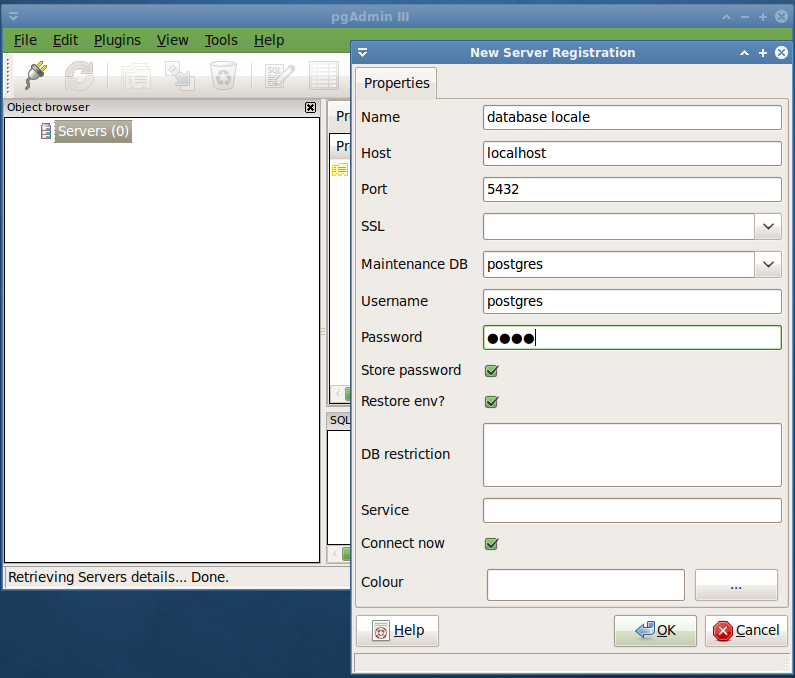 pgAdmin III
File Edit Plugins View Tools Help
Object browser
Servers (0)
Retrieving Servers details... Done.
Pr
Pr
SQL
New Server Registration
Properties
Name database locale
Host localhost
Port 5432
SSL
Maintenance DB postgres
Username postgres
Password ●●●●
Store password
Restore env?
DB restriction
Service
Connect now
Colour ...
Help OK Cancel